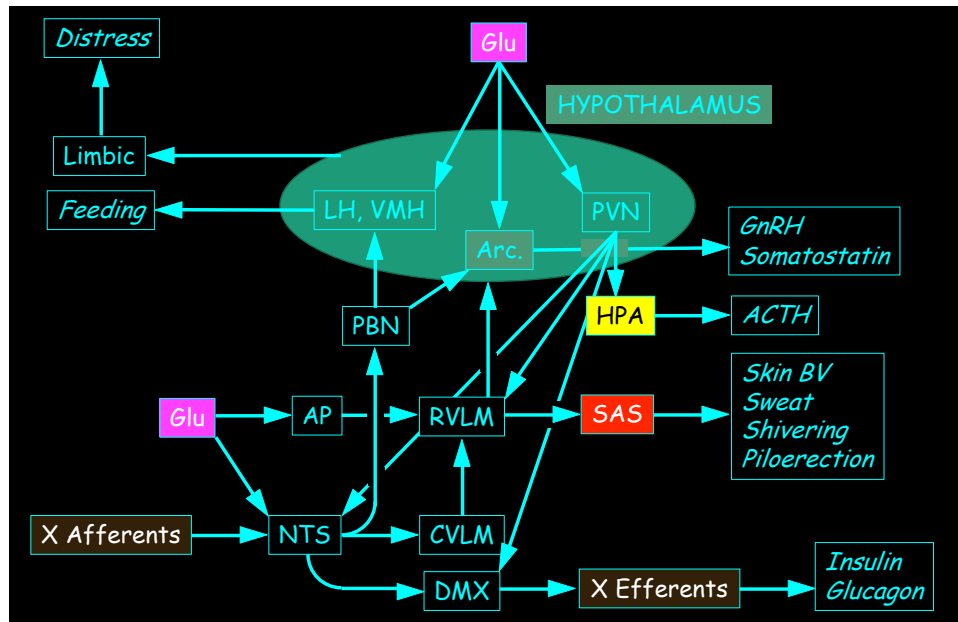 Distress
Glu
HYPOTHALAMUS
Limbic
Feeding
LH, VMH
PVN
GnRH
Somatostatin
Arc.
PBN
HPA
ACTH
Skin BV
Sweat
Shivering
Piloerection
Glu
AP
RVLM
SAS
X Afferents
NTS
CVLM
DMX
X Efferents
Insulin
Glucagon